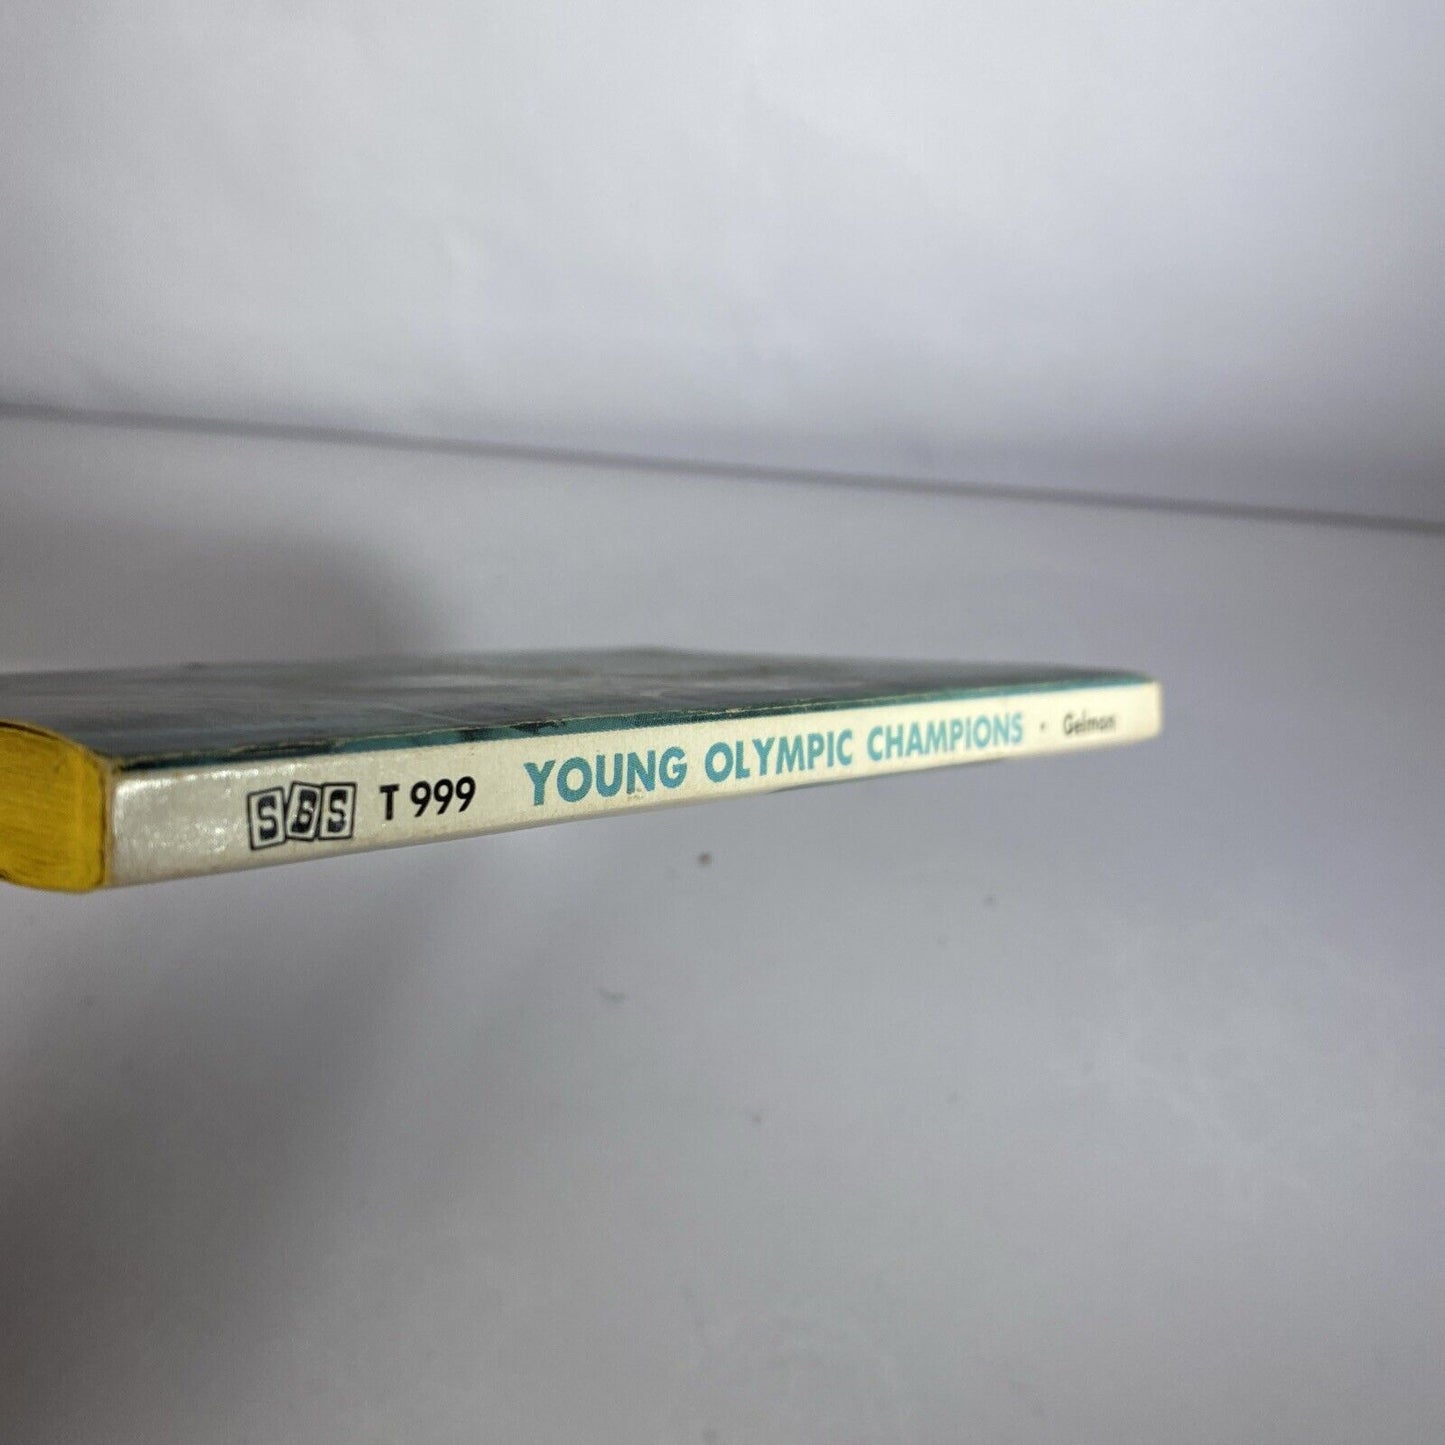 SBS T 999 YOUNG OLYMPIC CHAMPIONS · Gelman